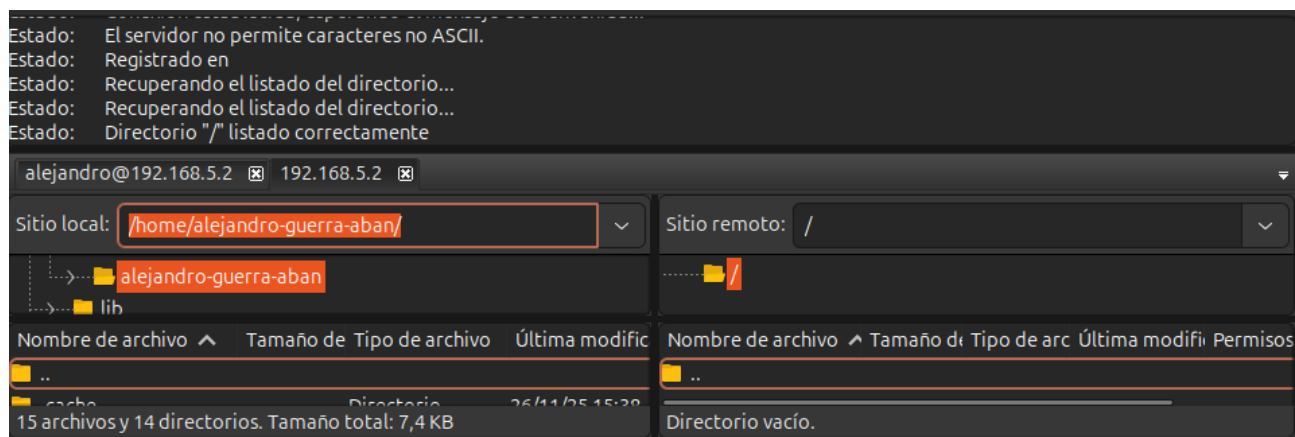 Estado: El servidor no permite caracteres no ASCII.
Estado: Registrado en
Estado: Recuperando el listado del directorio...
Estado: Recuperando el listado del directorio...
Estado: Directorio "/" listado correctamente
alejandro@192.168.5.2 192.168.5.2
Sitio local: /home/alejandro-guerra-aban/ Sitio remoto: /
alejandro-guerra-aban /
lib
Nombre de archivo Tamaño de Tipo de archivo Última modific Nombre de archivo Tamaño de Tipo de arc Última modifi Permisos
.. ..
.cache Directorio 26/11/25 15:38
15 archivos y 14 directorios. Tamaño total: 7,4 KB Directorio vacío.